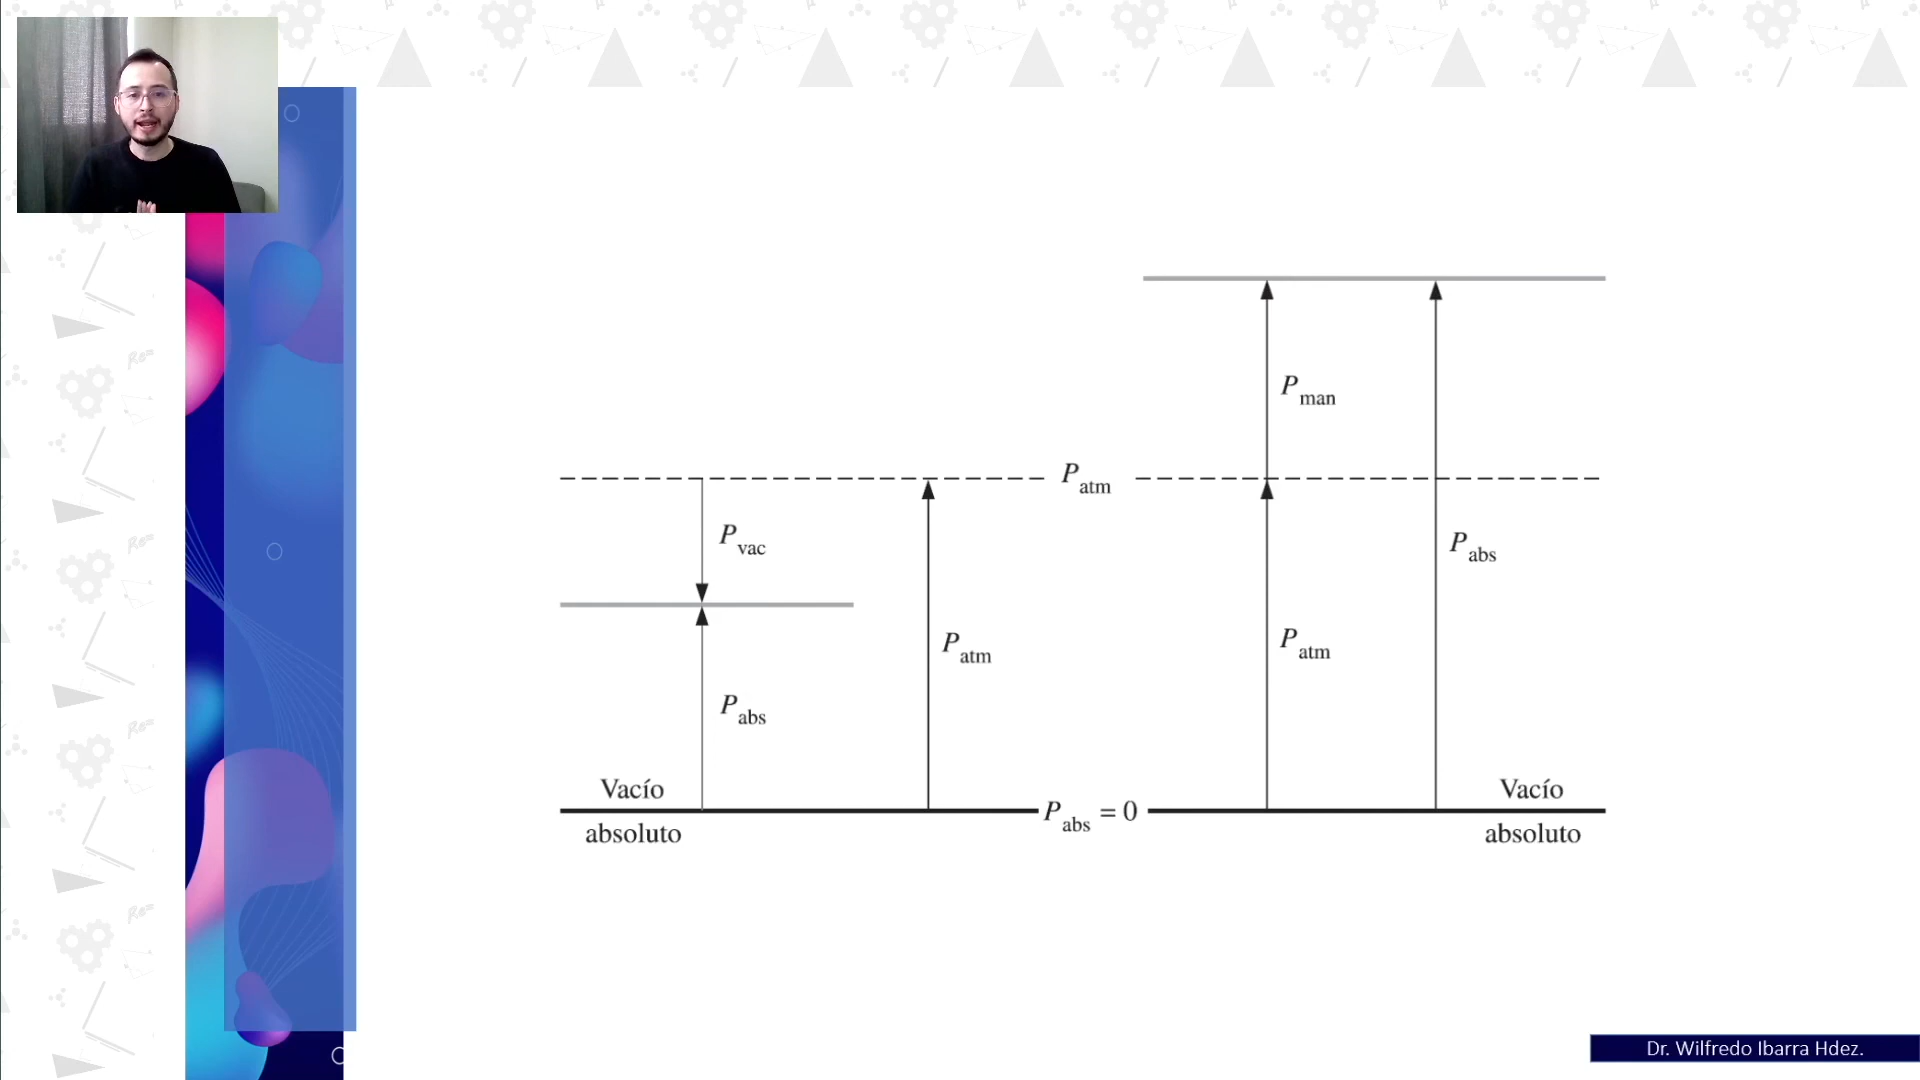 P man
P atm
P vac
P abs
P atm
P atm
P abs
Vacío
absoluto
P abs = 0
Vacío
absoluto
Dr. Wilfredo Ibarra Hdez.